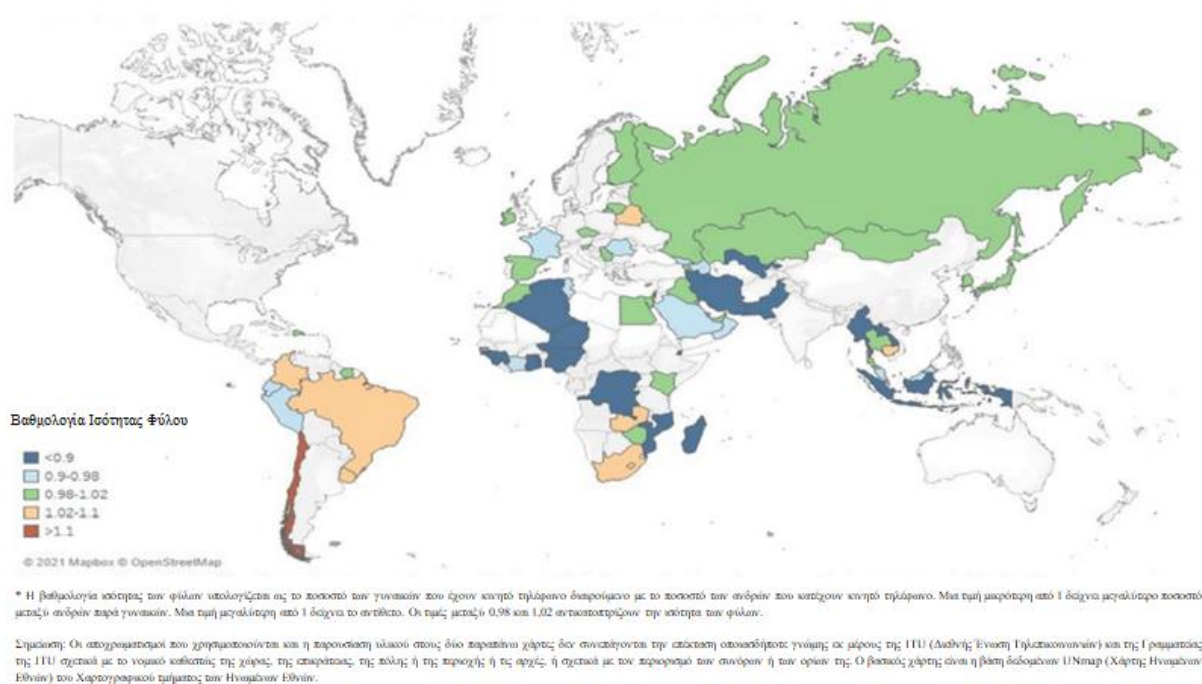 Βαθμολογία Ισότητας Φύλου
<0.9
0.9-0.98
0.98-1.02
1.02-1.1
>1.1
© 2021 Mapbox © OpenStreetMap
* Η βαθμολογία ισότητας των φύλων υπολογίζεται ως το ποσοστό των γυναικών που έχουν κινητό τηλέφωνο διαιρούμενο με το ποσοστό των ανδρών που κατέχουν κινητό τηλέφωνο. Μια τιμή μικρότερη από 1 δείχνει μεγαλύτερο ποσοστό
μεταξύ ανδρών παρά γυναικών. Μια τιμή μεγαλύτερη από 1 δείχνει το αντίθετο. Οι τιμές μεταξύ 0,98 και 1,02 αντικατοπτρίζουν την ισότητα των φύλων.
Σημείωση: Οι αποχρωματισμοί που χρησιμοποιούνται και η παρουσίαση υλικού στους δύο παραπάνω χάρτες δεν συνεπάγονται την επέκταση οποιασδήποτε γνώμης εκ μέρους της ITU (Διεθνής Ένωση Τηλεπικοινωνιών) και της Γραμματείας
της ITU σχετικά με το νομικό καθεστώς της χώρας, της επικράτειας, της πόλης ή της περιοχής ή τις αρχές, ή σχετικά με τον περιορισμό των συνόρων ή των ορίων της. Ο βασικός χάρτης είναι η βάση δεδομένων UNmap (Χάρτης Ηνωμένων
Εθνών) του Χαρτογραφικού τμήματος των Ηνωμένων Εθνών.